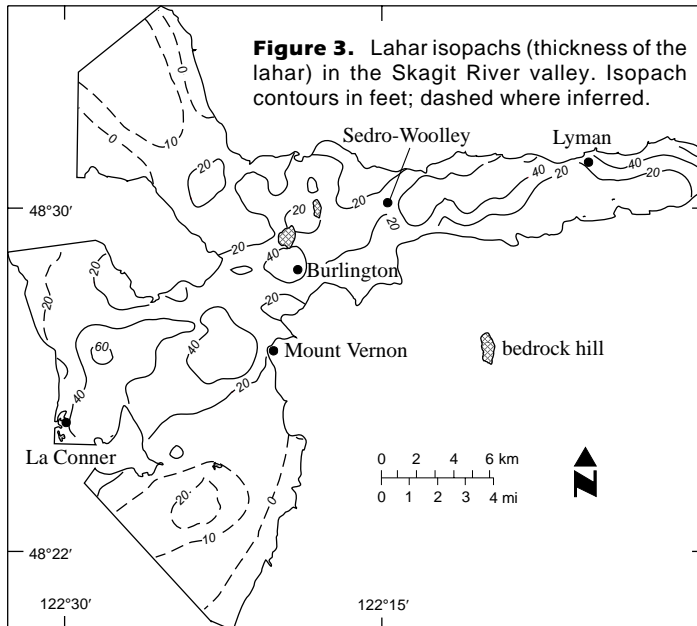 Figure 3. Lahar isopachs (thickness of the
lahar) in the Skagit River valley. Isopach
contours in feet; dashed where inferred.
Sedro-Woolley
Lyman
0
0
10
20
40
40
20
20
20
20
20
48°30'
20
40
Burlington
20
20
20
40
60
Mount Vernon
bedrock hill
40
20
La Conner
0 2 4 6 km
0 1 2 3 4 mi
N
0
20
10
48°22'
122°30'
122°15'